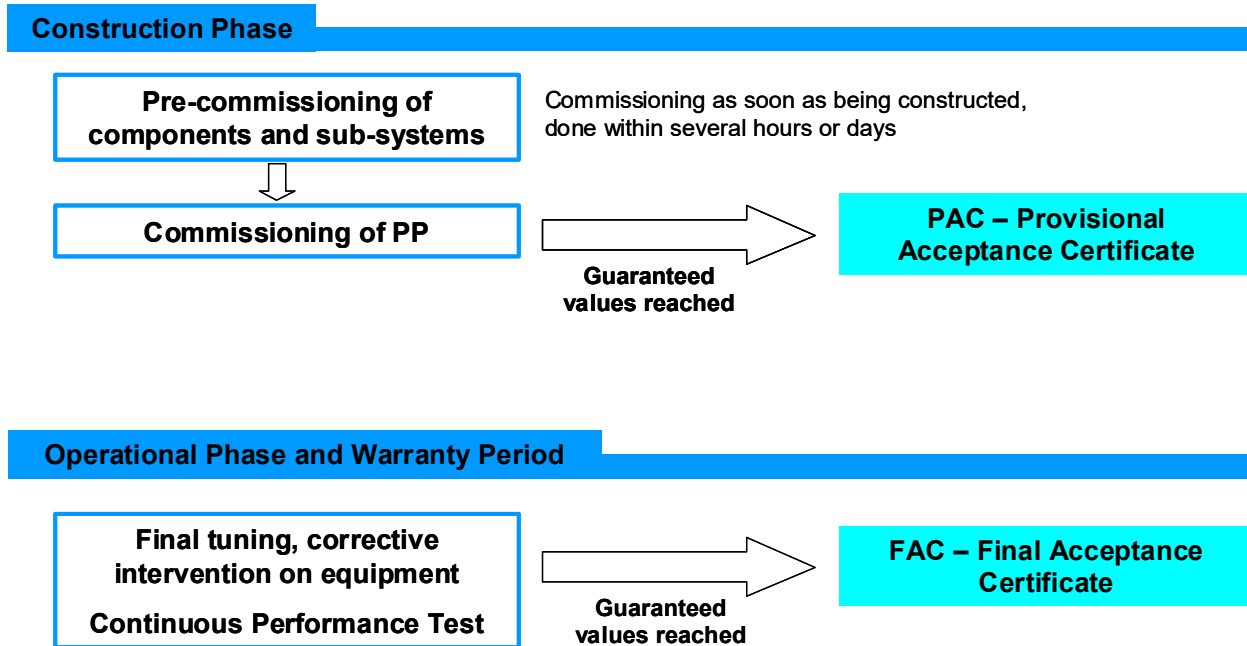 Construction Phase
Pre-commissioning of
components and sub-systems
Commissioning as soon as being constructed,
done within several hours or days
Commissioning of PP
Guaranteed
values reached
PAC – Provisional
Acceptance Certificate
Operational Phase and Warranty Period
Final tuning, corrective
intervention on equipment
Continuous Performance Test
Guaranteed
values reached
FAC – Final Acceptance
Certificate